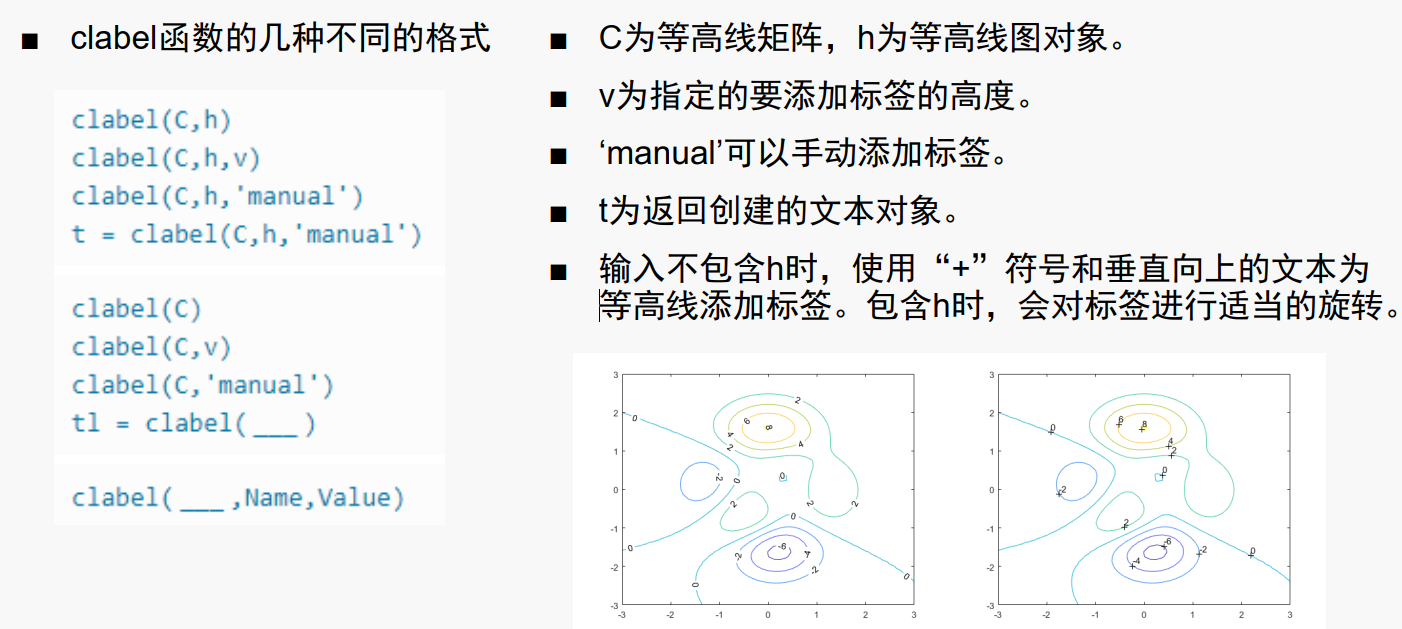 ■ clabel函数的几种不同的格式
clabel(C,h)
clabel(C,h,v)
clabel(C,h,'manual')
t = clabel(C,h,'manual')
clabel(C)
clabel(C,v)
clabel(C,'manual')
tl = clabel(___)
clabel(___,Name,Value)
■ C为等高线矩阵，h为等高线图对象。
■ v为指定的要添加标签的高度。
■ ‘manual’可以手动添加标签。
■ t为返回创建的文本对象。
■ 输入不包含h时，使用“+”符号和垂直向上的文本为
等高线添加标签。包含h时，会对标签进行适当的旋转。
3
2
1
0
-1
-2
-3
-3 -2 -1 0 1 2 3
0
2
6
8
4
4
2
-2
0
0
2
2
2
0
0
-6
-4
-2
-2
0
0
3
2
1
0
-1
-2
-3
-3 -2 -1 0 1 2 3
0
6
8
4
2
0
-2
2
-6
-2
-4
0